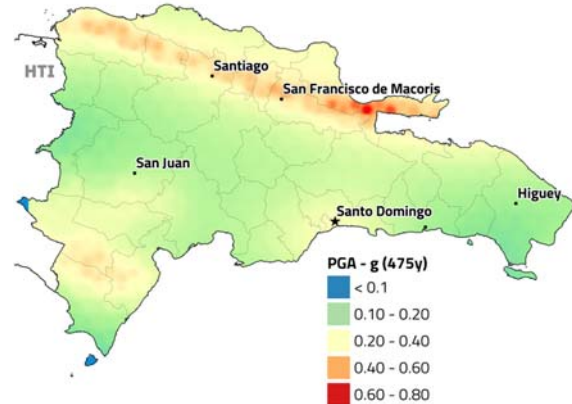 HTI
Santiago
San Francisco de Macoris
San Juan
Higuey
Santo Domingo
PGA - g (475y)
< 0.1
0.10 - 0.20
0.20 - 0.40
0.40 - 0.60
0.60 - 0.80